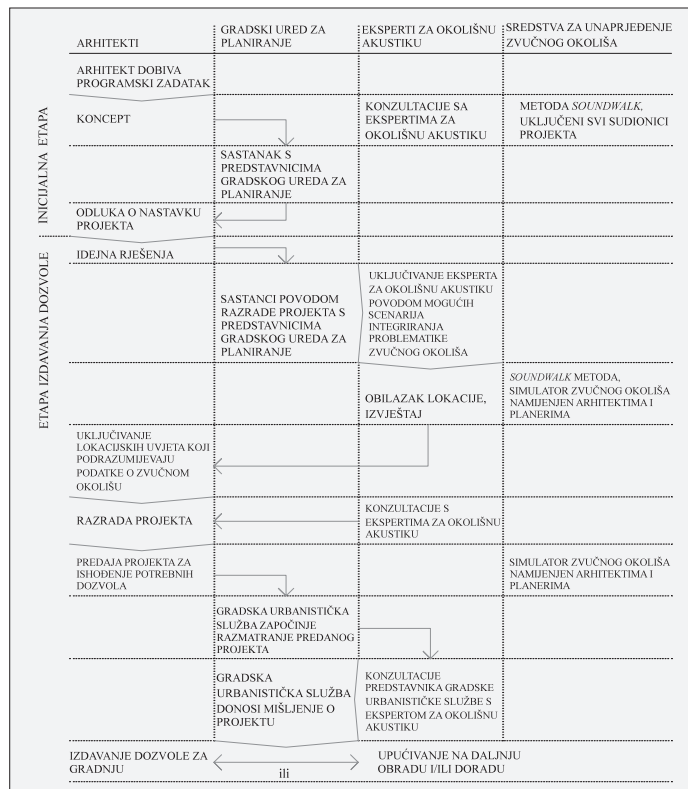 ARHITEKTI
GRADSKI URED ZA
PLANIRANJE
EKSPERTI ZA OKOLIŠNU
AKUSTIKU
SREDSTVA ZA UNAPRJEĐENJE
ZVUČNOG OKOLIŠA
INICIJALNA ETAPA
ARHITEKT DOBIVA
PROGRAMSKI ZADATAK
KONCEPT
KONZULTACIJE SA
EKSPERTIMA ZA
OKOLIŠNU AKUSTIKU
METODA SOUNDWALK,
UKLJUČENI SVI SUDIONICI
PROJEKTA
SASTANAK S
PREDSTAVNICIMA
GRADSKOG UREDA ZA
PLANIRANJE
ODLUKA O NASTAVKU
PROJEKTA
ETAPA IZDAVANJA DOZVOLE
IDEJNA RJEŠENJA
SASTANCI POVODOM
RAZRADE PROJEKTA S
PREDSTAVNICIMA
GRADSKOG UREDA ZA
PLANIRANJE
UKLJUČIVANJE EKSPERTA
ZA OKOLIŠNU AKUSTIKU
POVODOM MOGUĆIH
SCENARIJA
INTEGRIRANJA
PROBLEMATIKE
ZVUČNOG OKOLIŠA
OBILAZAK LOKACIJE,
IZVJEŠTAJ
SOUNDWALK METODA,
SIMULATOR ZVUČNOG OKOLIŠA
NAMIJENJEN ARHITEKTIMA I
PLANERIMA
UKLJUČIVANJE
LOKACIJSKIH UVJETA KOJI
PODRAZUMIJEVAJU
PODATKE O ZVUČNOM
OKOLIŠU
RAZRADA PROJEKTA
KONZULTACIJE S
EKSPERTIMA ZA OKOLIŠNU
AKUSTIKU
PREDAJA PROJEKTA ZA
ISHOĐENJE POTREBNIH
DOZVOLA
SIMULATOR ZVUČNOG OKOLIŠA
NAMIJENJEN ARHITEKTIMA I
PLANERIMA
GRADSKA URBANISTIČKA
SLUŽBA ZAPOČINJE
RAZMATRANJE PREDANOG
PROJEKTA
GRADSKA
URBANISTIČKA SLUŽBA
DONOSI MIŠLJENJE O
PROJEKTU
KONZULTACIJE
PREDSTAVNIKA GRADSKE
URBANISTIČKE SLUŽBE S
EKSPERTOM ZA OKOLIŠNU
AKUSTIKU
IZDAVANJE DOZVOLE ZA
GRADNJU
ili
UPUĆIVANJE NA DALJNJU
OBRADU I/ILI DORADU